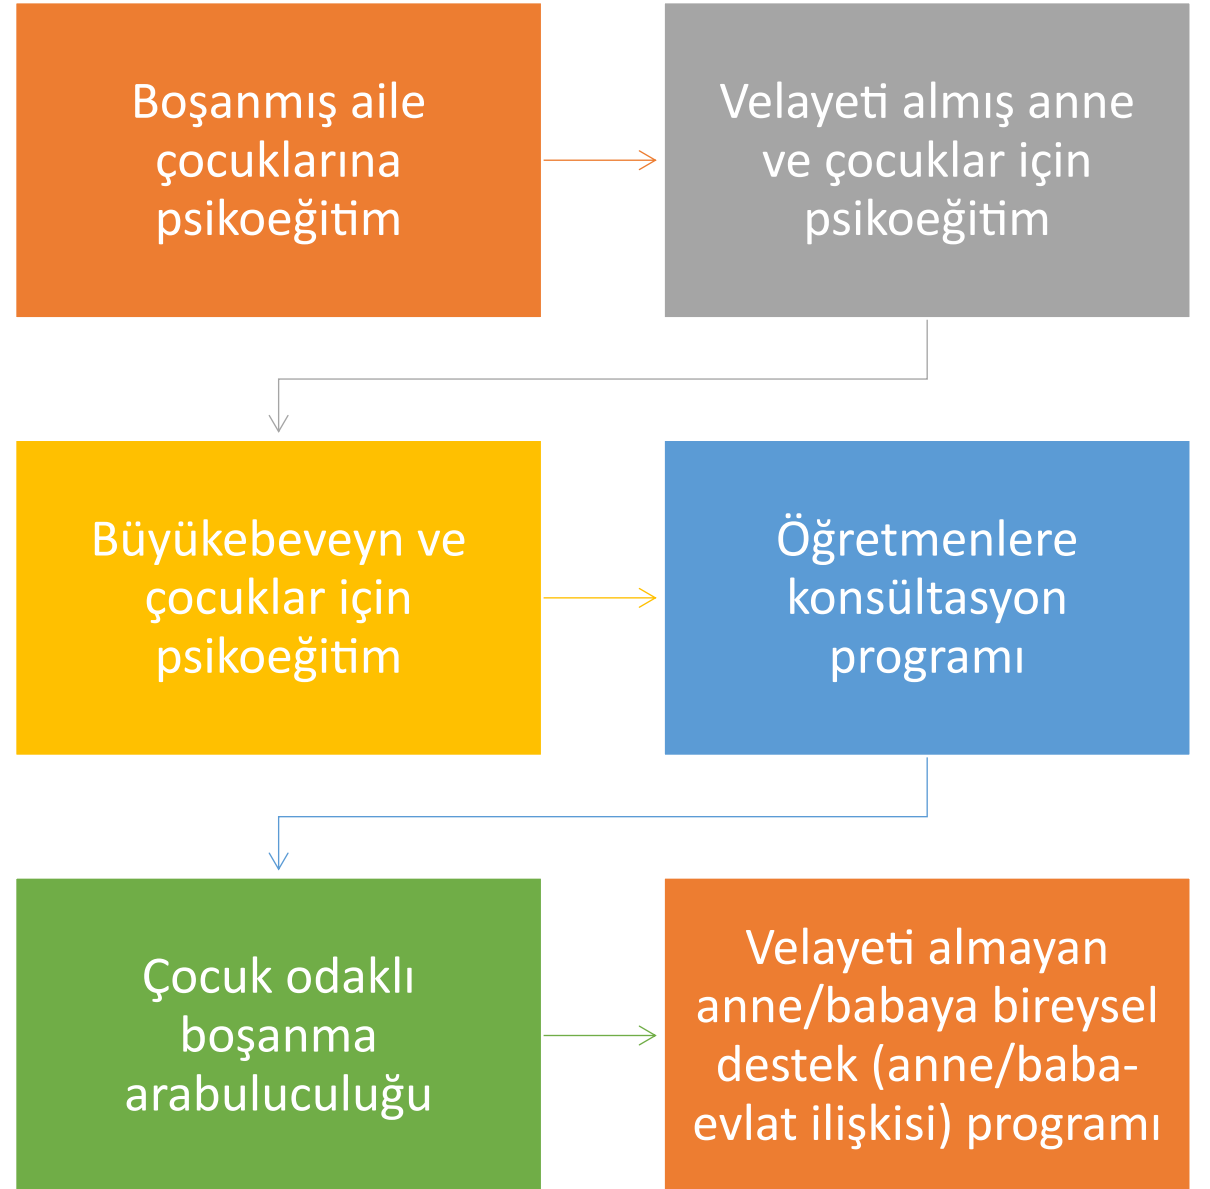 Boşanmış aile
çocuklarına
psikoeğitim
Velayeti almış anne
ve çocuklar için
psikoeğitim
Büyükebeveyn ve
çocuklar için
psikoeğitim
Öğretmenlere
konsültasyon
programı
Çocuk odaklı
boşanma
arabuluculuğu
Velayeti almayan
anne/babaya bireysel
destek (anne/baba-
evlat ilişkisi) programı